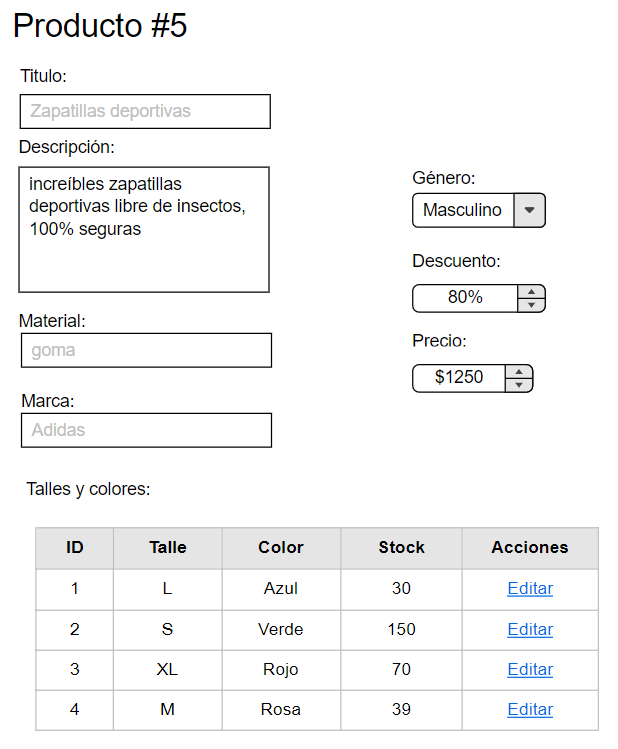 Producto #5
Titulo:
Zapatillas deportivas
Descripción:
increíbles zapatillas
deportivas libre de insectos,
100% seguras
Material:
goma
Marca:
Adidas
Género:
Masculino
Descuento:
80%
Precio:
$1250
Talles y colores:
ID Talle Color Stock Acciones
1 L Azul 30 Editar
2 S Verde 150 Editar
3 XL Rojo 70 Editar
4 M Rosa 39 Editar